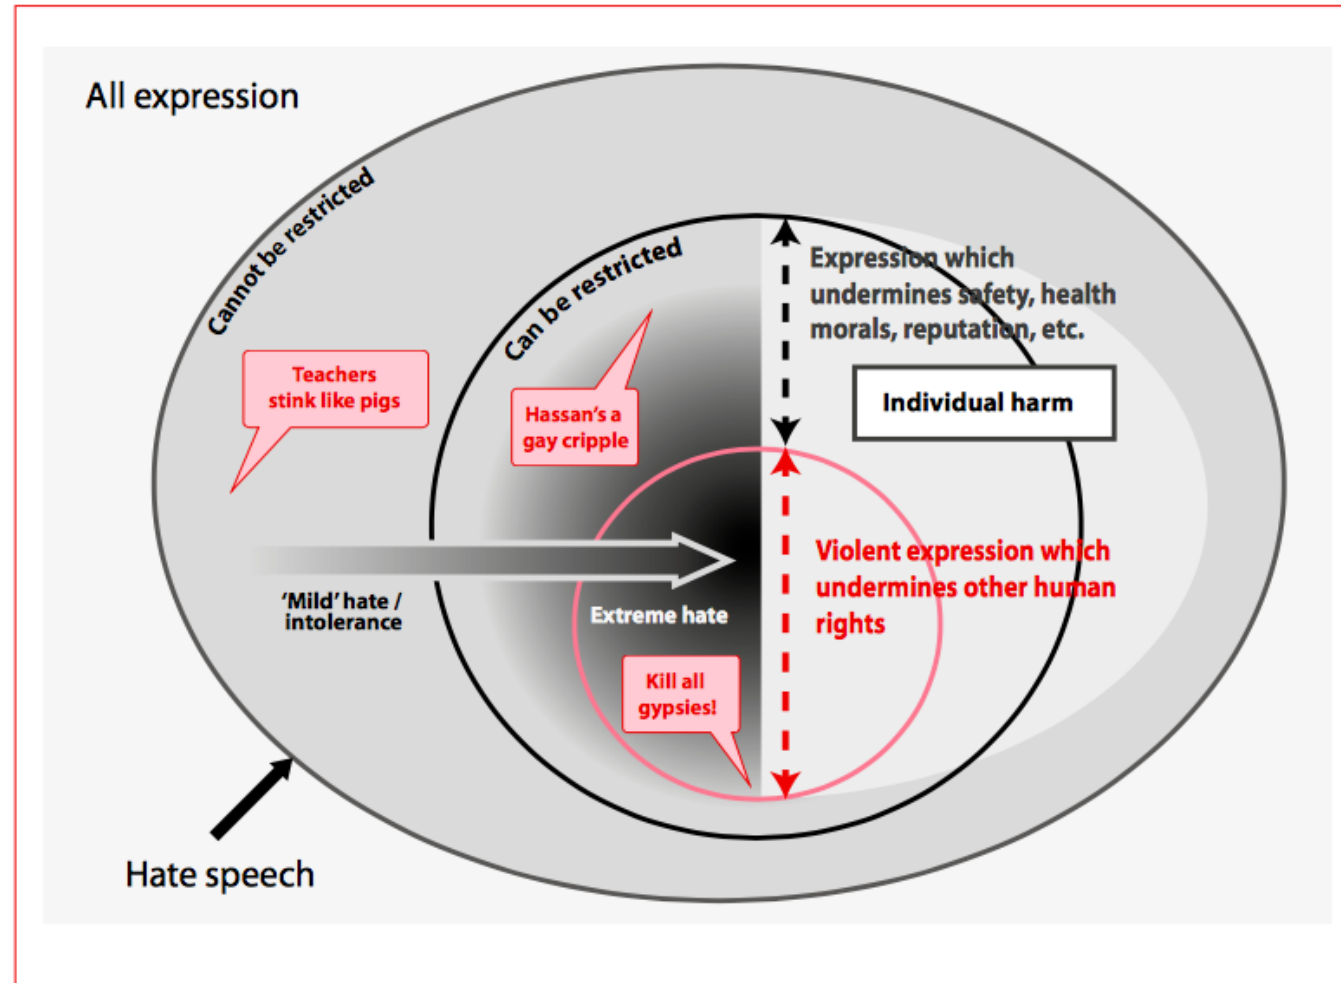 All expression
Cannot be restricted
Can be restricted
Expression which
undermines safety, health
morals, reputation, etc.
Teachers
stink like pigs
Hassan's a
gay cripple
Individual harm
Violent expression which
undermines other human
rights
'Mild' hate /
intolerance
Extreme hate
Kill all
gypsies!
Hate speech